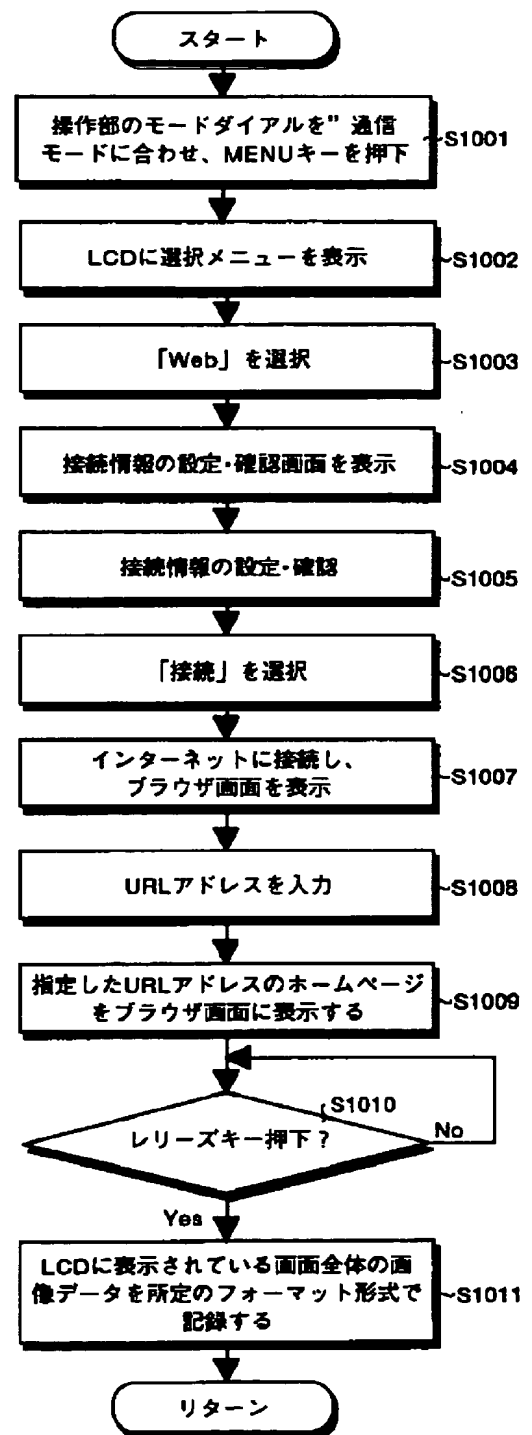 スタート
操作部のモードダイアルを”通信
モードに合わせ、MENUキーを押下
S1001
LCDに選択メニューを表示
S1002
「Web」を選択
S1003
接続情報の設定・確認画面を表示
S1004
接続情報の設定・確認
S1005
「接続」を選択
S1006
インターネットに接続し、
ブラウザ画面を表示
S1007
URLアドレスを入力
S1008
指定したURLアドレスのホームページ
をブラウザ画面に表示する
S1009
S1010
レリーズキー押下?
No
Yes
LCDに表示されている画面全体の画
像データを所定のフォーマット形式で
記録する
S1011
リターン